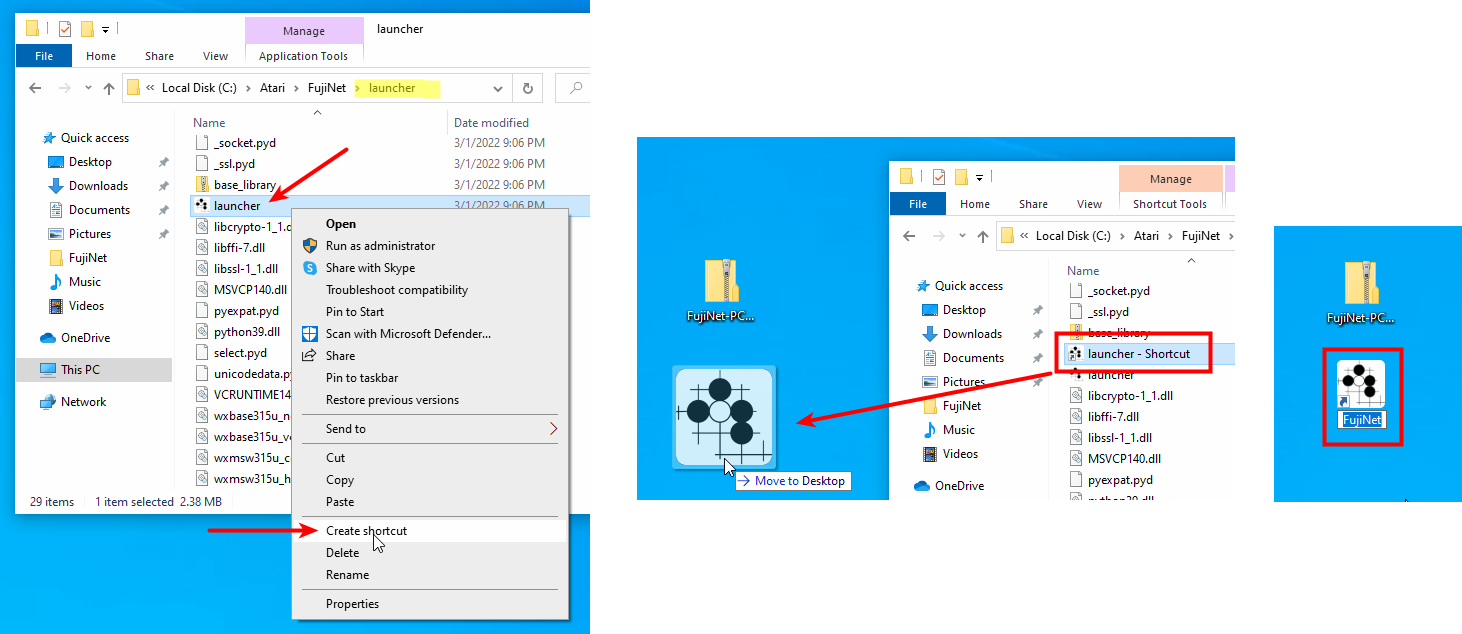 Manage
launcher
File
Home
Share
View
Application Tools
« Local Disk (C:) > Atari > FujiNet > launcher
Name
Date modified
Quick access
Desktop
Downloads
Documents
Pictures
FujiNet
Music
Videos
OneDrive
This PC
Network
_socket.pyd
3/1/2022 9:06 PM
_ssl.pyd
3/1/2022 9:06 PM
base_library
3/1/2022 9:06 PM
launcher
3/1/2022 9:06 PM
libcrypto-1_1.d
libffi-7.dll
libssl-1_1.dll
MSVCP140.dll
pyexpat.pyd
python39.dll
select.pyd
unicodedata.py
VCRUNTIME14
wxbase315u_n
wxbase315u_v
wxmsw315u_c
wxmsw315u_h
29 items
1 item selected 2.38 MB
Open
Run as administrator
Share with Skype
Troubleshoot compatibility
Pin to Start
Scan with Microsoft Defender...
Share
Pin to taskbar
Restore previous versions
Send to
Cut
Copy
Paste
Create shortcut
Delete
Rename
Properties
FujiNet-PC...
Move to Desktop
Manage
File
Home
Share
View
Shortcut Tools
« Local Disk (C:) > Atari > FujiNet >
Name
Quick access
Desktop
Downloads
Documents
Pictures
FujiNet
Music
Videos
OneDrive
_socket.pyd
_ssl.pyd
base_library
launcher - Shortcut
launcher
libcrypto-1_1.dll
libffi-7.dll
libssl-1_1.dll
MSVCP140.dll
pyexpat.pyd
python39.dll
FujiNet-PC...
FujiNet